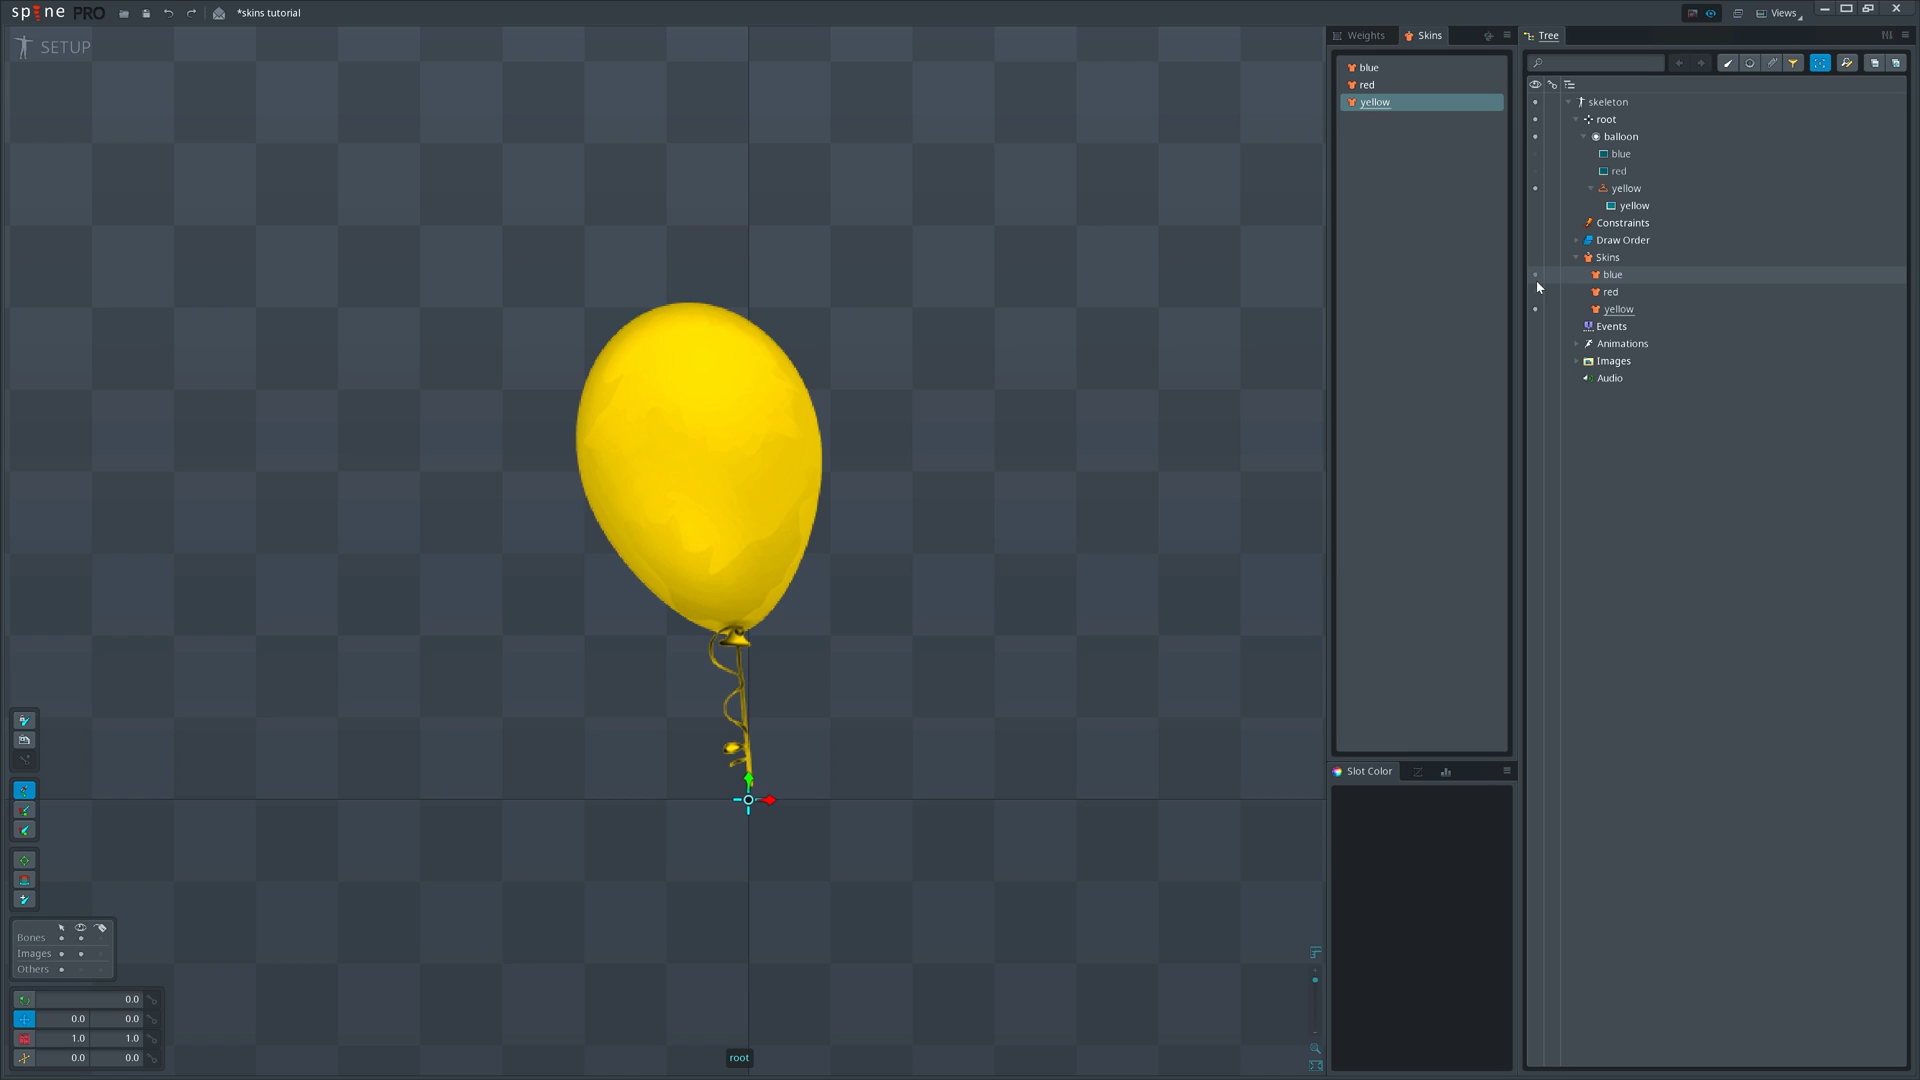 spine PRO
*skins tutorial
Views
SETUP
Weights
Skins
blue
red
yellow
Tree
skeleton
root
balloon
blue
red
yellow
yellow
Constraints
Draw Order
Skins
blue
red
yellow
Events
Animations
Images
Audio
Slot Color
Bones
Images
Others
0.0
0.0 0.0
1.0 1.0
0.0 0.0
root